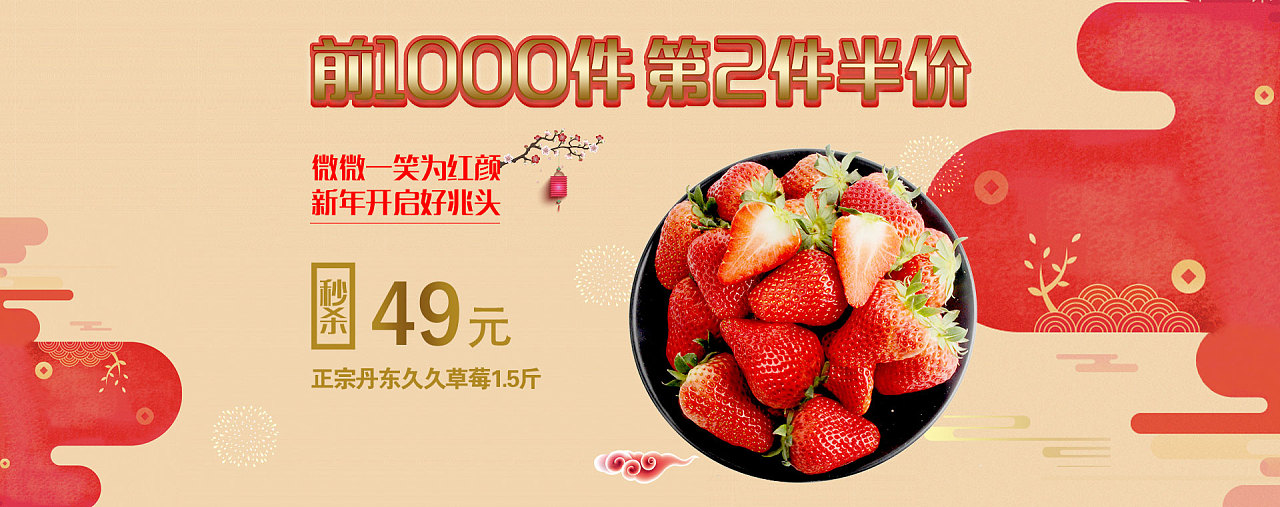 前1000件 第2件半价
微微一笑为红颜
新年开启好兆头
秒杀 49元
正宗丹东久久草莓1.5斤